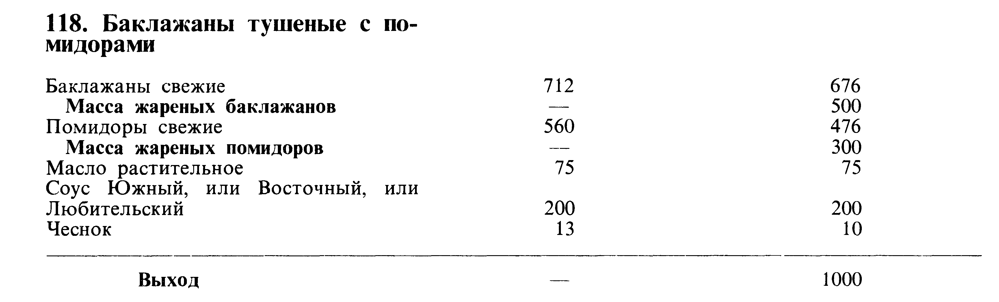 118. Баклажаны тушеные с по-
мидорами
Баклажаны свежие 712 676
Масса жареных баклажанов — 500
Помидоры свежие 560 476
Масса жареных помидоров — 300
Масло растительное 75 75
Соус Южный, или Восточный, или
Любительский 200 200
Чеснок 13 10
Выход — 1000